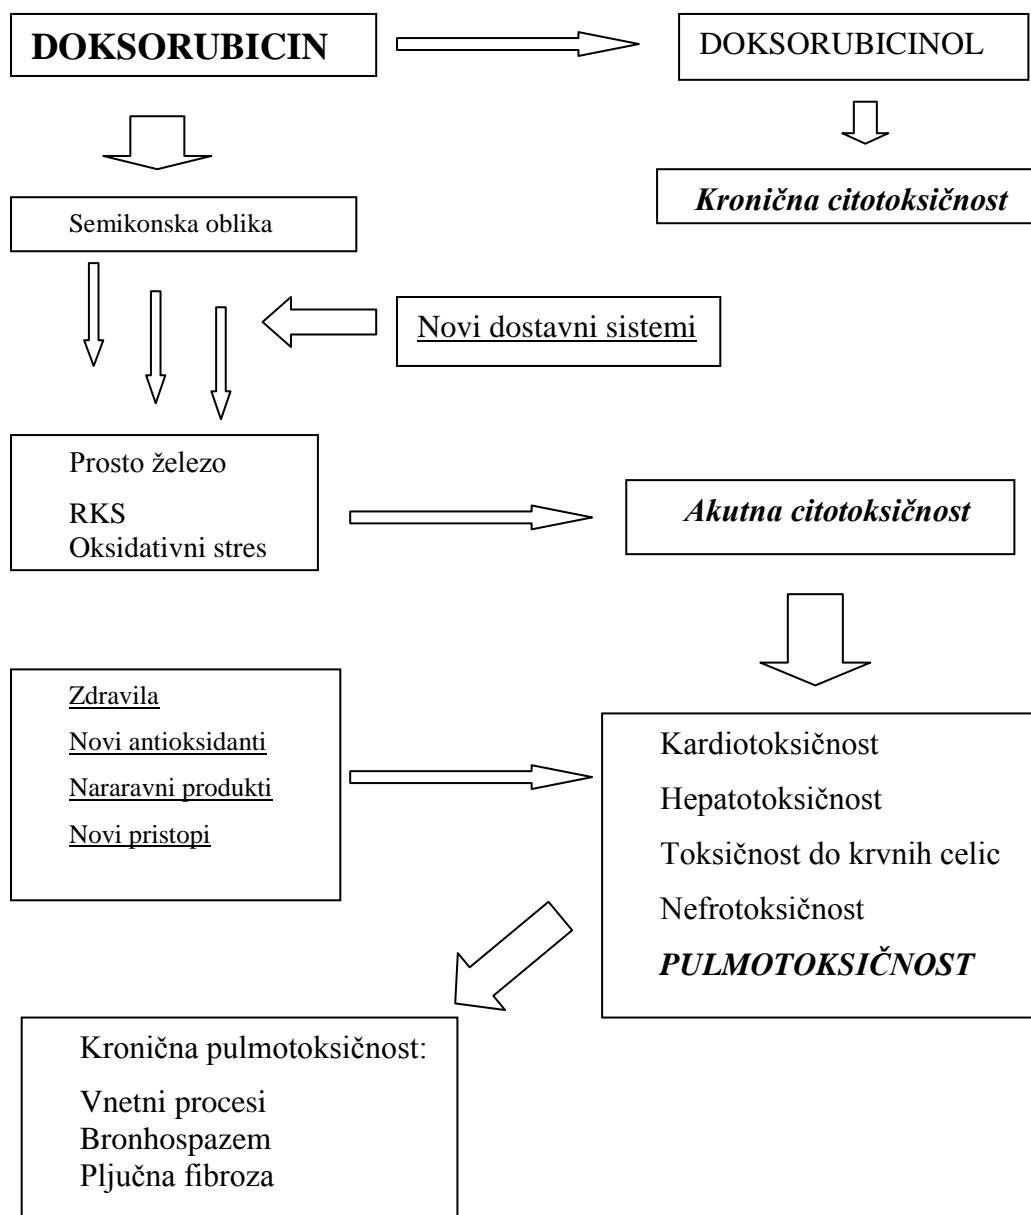 DOKSORUBICIN
DOKSORUBICINOL
Kronična citotoksičnost
Semikonska oblika
Novi dostavni sistemi
Prosto železo
RKS
Oksidativni stres
Akutna citotoksičnost
Zdravila
Novi antioksidanti
Nararavni produkti
Novi pristopi
Kardiotoksičnost
Hepatotoksičnost
Toksičnost do krvnih celic
Nefrotoksičnost
PULMOTOKSIČNOST
Kronična pulmotoksičnost:
Vnetni procesi
Bronhospazem
Pljučna fibroza